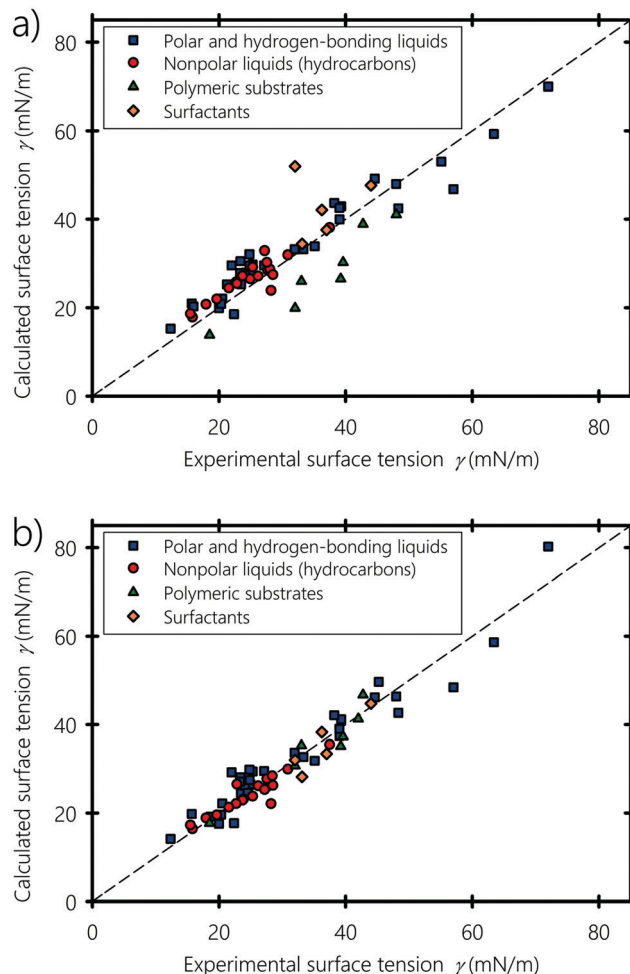 a)
Polar and hydrogen-bonding liquids
Nonpolar liquids (hydrocarbons)
Polymeric substrates
Surfactants
80
60
40
20
0
Calculated surface tension γ (mN/m)
0 20 40 60 80
Experimental surface tension γ (mN/m)
b)
Polar and hydrogen-bonding liquids
Nonpolar liquids (hydrocarbons)
Polymeric substrates
Surfactants
80
60
40
20
0
Calculated surface tension γ (mN/m)
0 20 40 60 80
Experimental surface tension γ (mN/m)